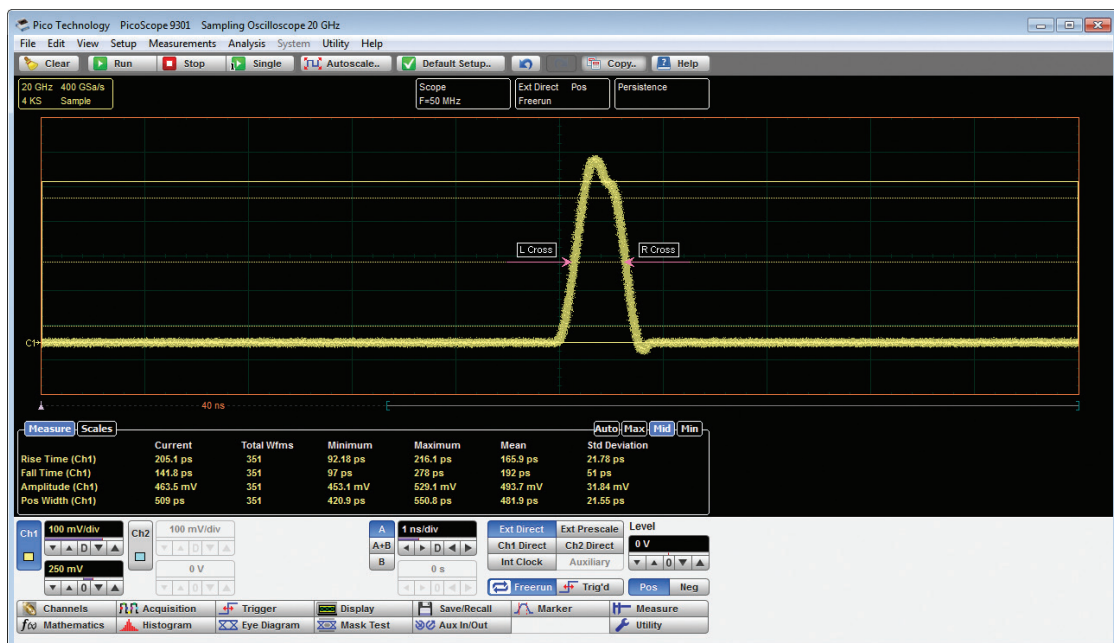 Pico Technology PicoScope 9301 Sampling Oscilloscope 20 GHz
File Edit View Setup Measurements Analysis System Utility Help
Clear Run Stop Single Autoscale.. Default Setup.. Copy.. Help
20 GHz 400 GSa/s
4 KS Sample
Scope
F=50 MHz
Ext Direct Pos
Freerun
Persistence
L Cross R Cross
C1
40 ns
Measure Scales Auto Max Mid Min
Current Total Wfms Minimum Maximum Mean Std Deviation
Rise Time (Ch1) 205.1 ps 351 92.18 ps 216.1 ps 165.9 ps 21.78 ps
Fall Time (Ch1) 141.8 ps 351 97 ps 278 ps 192 ps 51 ps
Amplitude (Ch1) 463.5 mV 351 453.1 mV 529.1 mV 493.7 mV 31.84 mV
Pos Width (Ch1) 509 ps 351 420.9 ps 550.8 ps 481.9 ps 21.55 ps
Ch1 100 mV/div Ch2 100 mV/div A 1 ns/div Ext Direct Ext Prescale Level
D D A+B D Ch1 Direct Ch2 Direct 0 V
250 mV 0 V B 0 s Int Clock Auxiliary 0
0 0 D Freerun Trig'd Pos Neg
Channels Acquisition Trigger Display Save/Recall Marker Measure
f(x) Mathematics Histogram Eye Diagram Mask Test Aux In/Out Utility